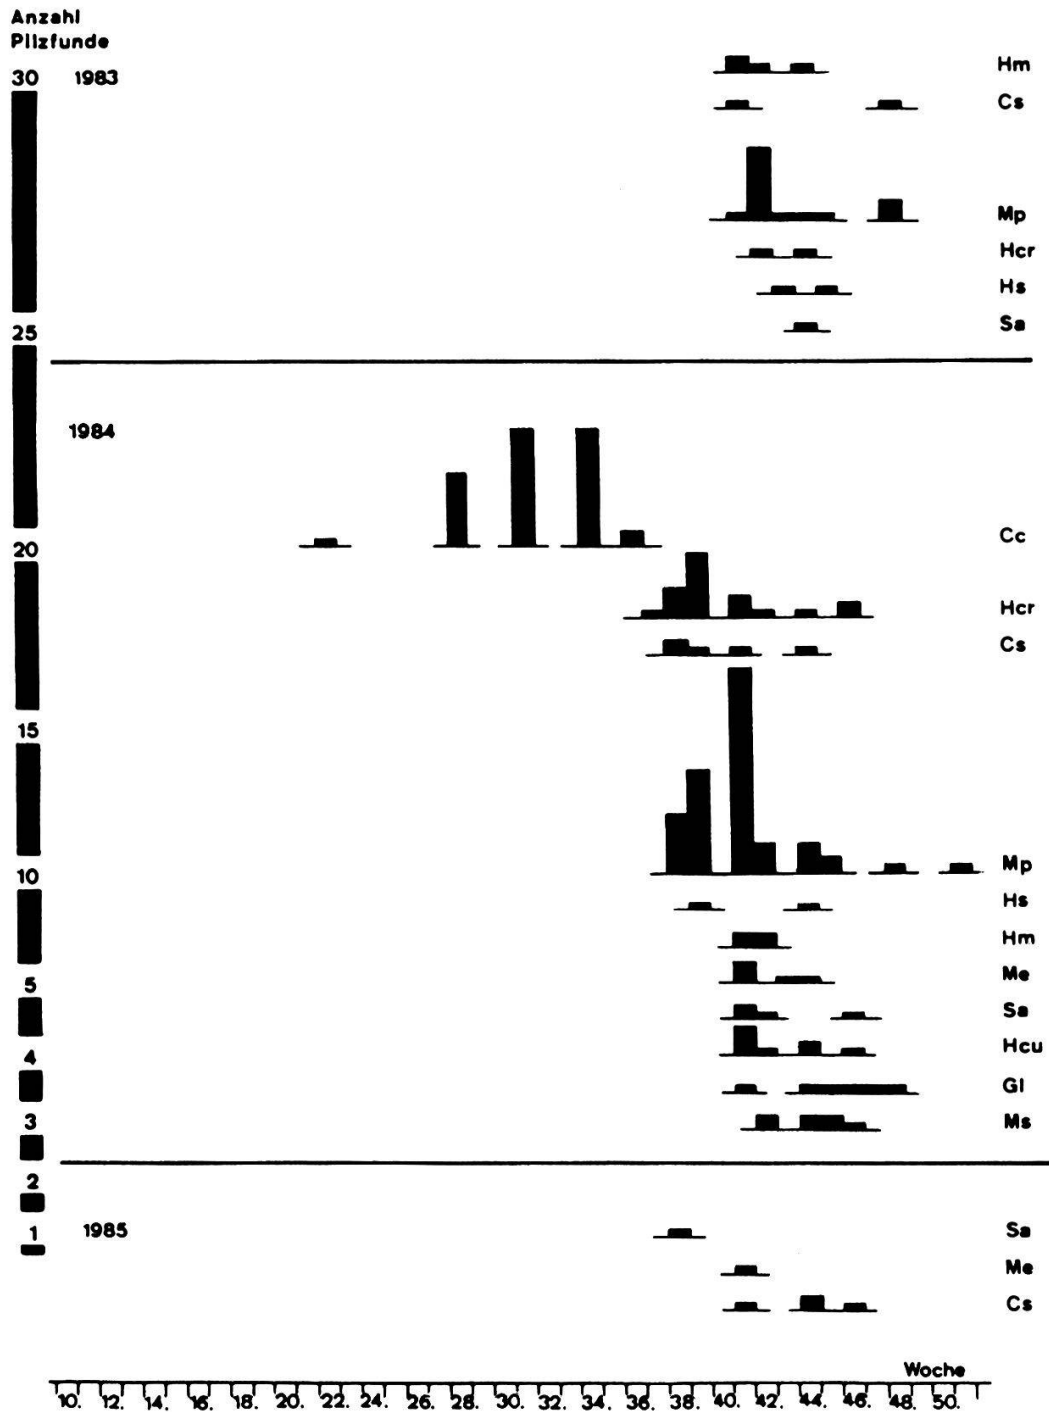 Anzahl
Pilzfunde
30 1983
Hm
Cs
Mp
Hcr
Hs
Sa
25
1984
Cc
20
Hcr
Cs
15
Mp
10
Hs
Hm
Me
5
Sa
Hcu
4
Gl
3
Ms
2
1 1985
Sa
Me
Cs
Woche
10. 12. 14. 16. 18. 20. 22. 24. 26. 28. 30. 32. 34. 36. 38. 40. 42. 44. 46. 48. 50.